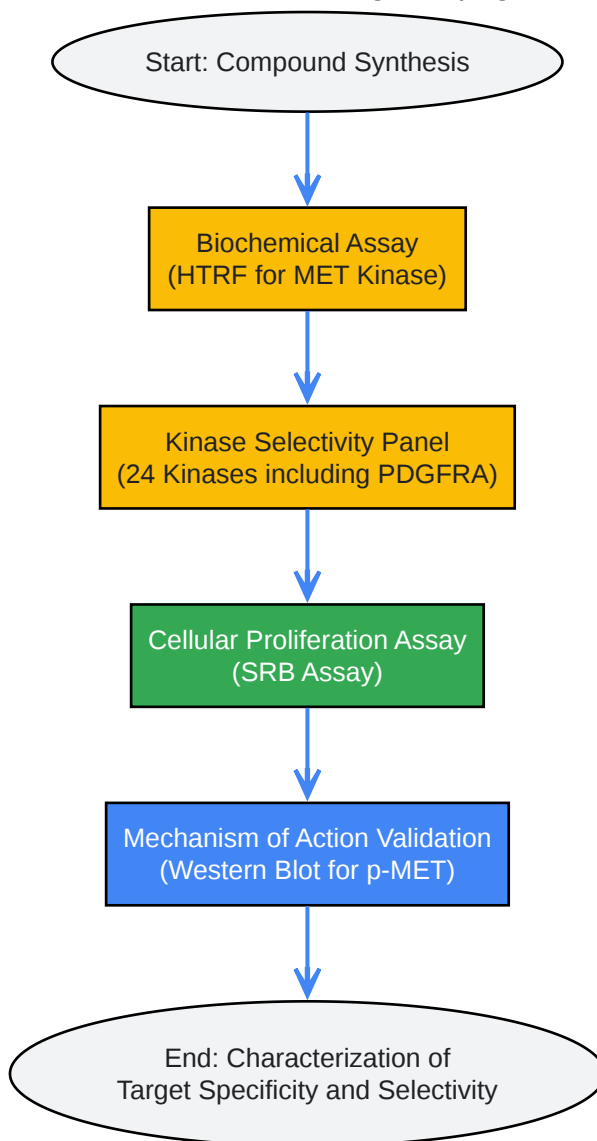 Start: Compound Synthesis
Biochemical Assay
(HTRF for MET Kinase)
Kinase Selectivity Panel
(24 Kinases including PDGFRA)
Cellular Proliferation Assay
(SRB Assay)
Mechanism of Action Validation
(Western Blot for p-MET)
End: Characterization of
Target Specificity and Selectivity